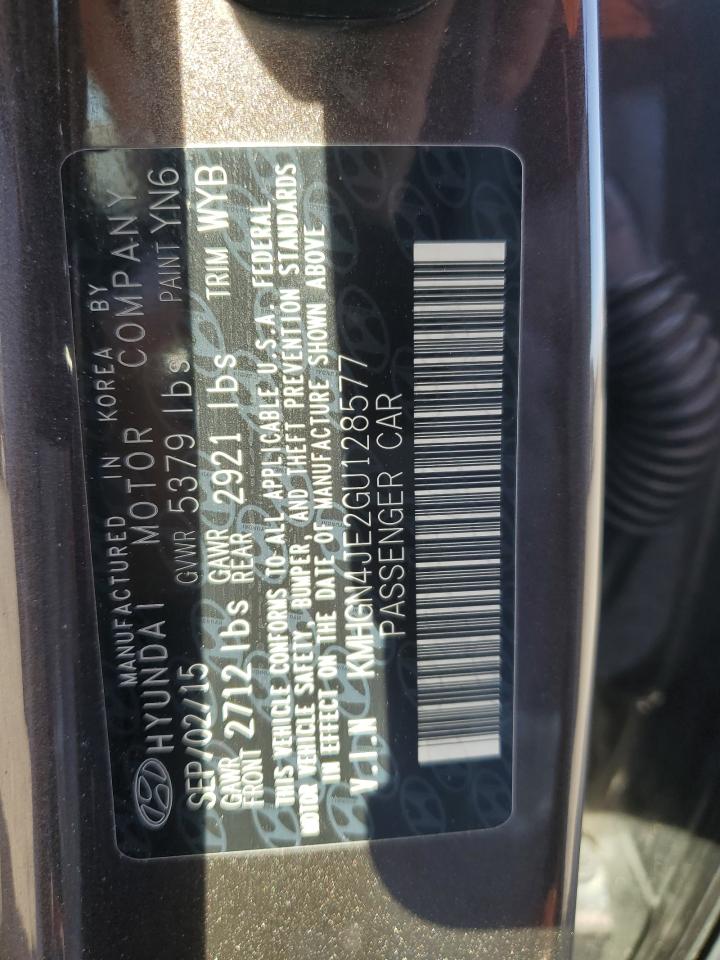 MANUFACTURED IN KOREA BY
HYUNDAI MOTOR COMPANY
SEP/02/15 GVWR 5379 lbs PAINT YN6
GAWR FRONT 2712 lbs GAWR REAR 2921 lbs TRIM WYB
THIS VEHICLE CONFORMS TO ALL APPLICABLE U.S.A. FEDERAL
MOTOR VEHICLE SAFETY, BUMPER, AND THEFT PREVENTION STANDARDS
IN EFFECT ON THE DATE OF MANUFACTURE SHOWN ABOVE
V.I.N KMHGN4JE2GU128577
PASSENGER CAR